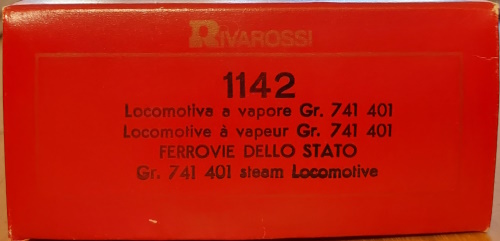 RIVAROSSI
1142
Locomotiva a vapore Gr. 741 401
Locomotive à vapeur Gr. 741 401
FERROVIE DELLO STATO
Gr. 741 401 steam Locomotive